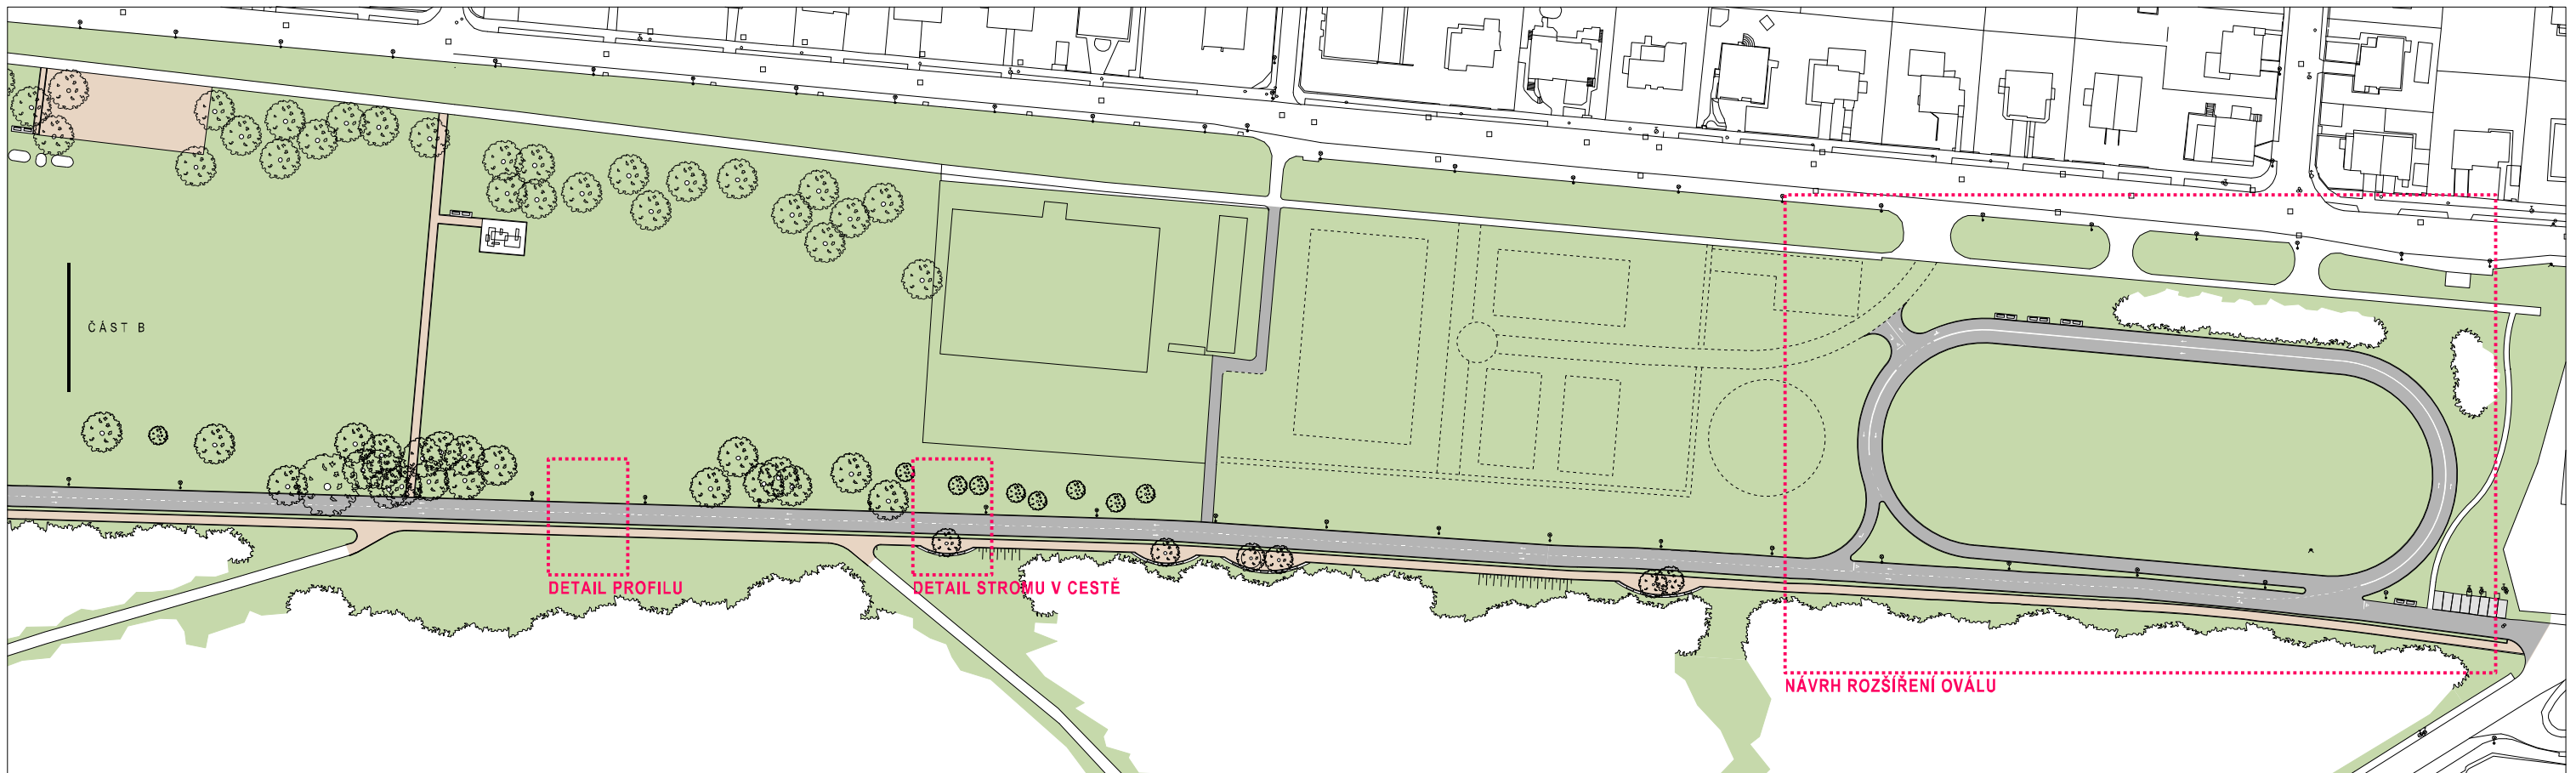 ČÁST B
DETAIL PROFILU
DETAIL STROMU V CESTĚ
NÁVRH ROZŠÍŘENÍ OVÁLU